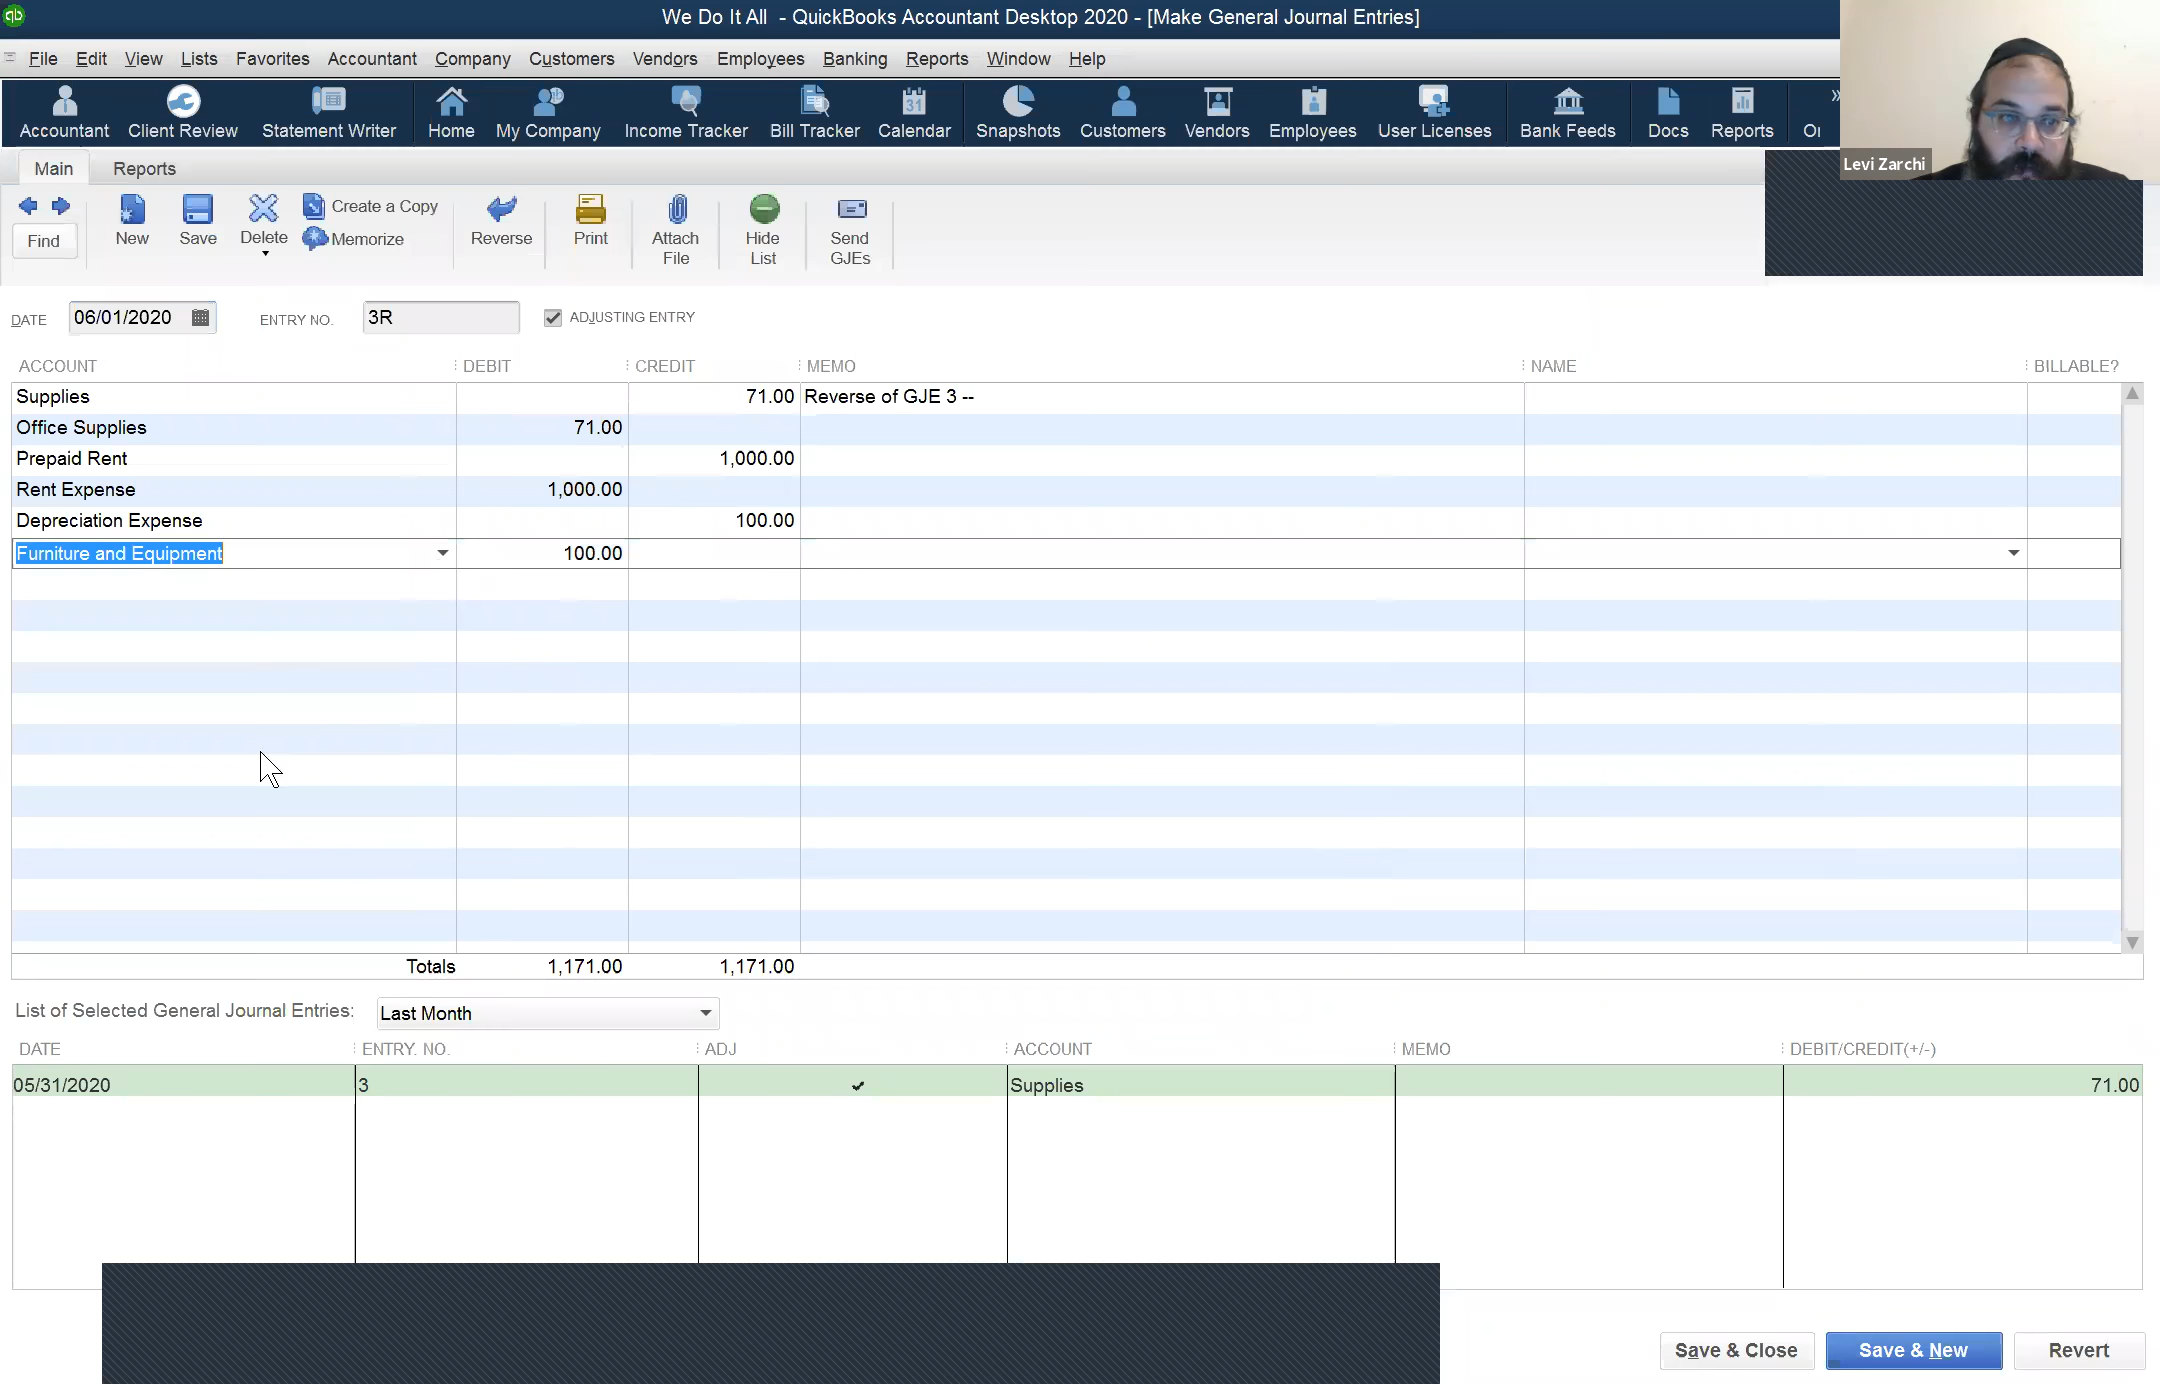 We Do It All - QuickBooks Accountant Desktop 2020 - [Make General Journal Entries]
File Edit View Lists Favorites Accountant Company Customers Vendors Employees Banking Reports Window Help
Accountant Client Review Statement Writer Home My Company Income Tracker Bill Tracker Calendar Snapshots Customers Vendors Employees User Licenses Bank Feeds Docs Reports
Levi Zarchi
Main Reports
Find New Save Delete Create a Copy Memorize Reverse Print Attach File Hide List Send GJEs
DATE 06/01/2020 ENTRY NO. 3R ADJUSTING ENTRY
ACCOUNT DEBIT CREDIT MEMO NAME BILLABLE?
Supplies 71.00 Reverse of GJE 3 --
Office Supplies 71.00
Prepaid Rent 1,000.00
Rent Expense 1,000.00
Depreciation Expense 100.00
Furniture and Equipment 100.00
Totals 1,171.00 1,171.00
List of Selected General Journal Entries: Last Month
DATE ENTRY. NO. ADJ ACCOUNT MEMO DEBIT/CREDIT(+/-)
05/31/2020 3 Supplies 71.00
Save & Close Save & New Revert